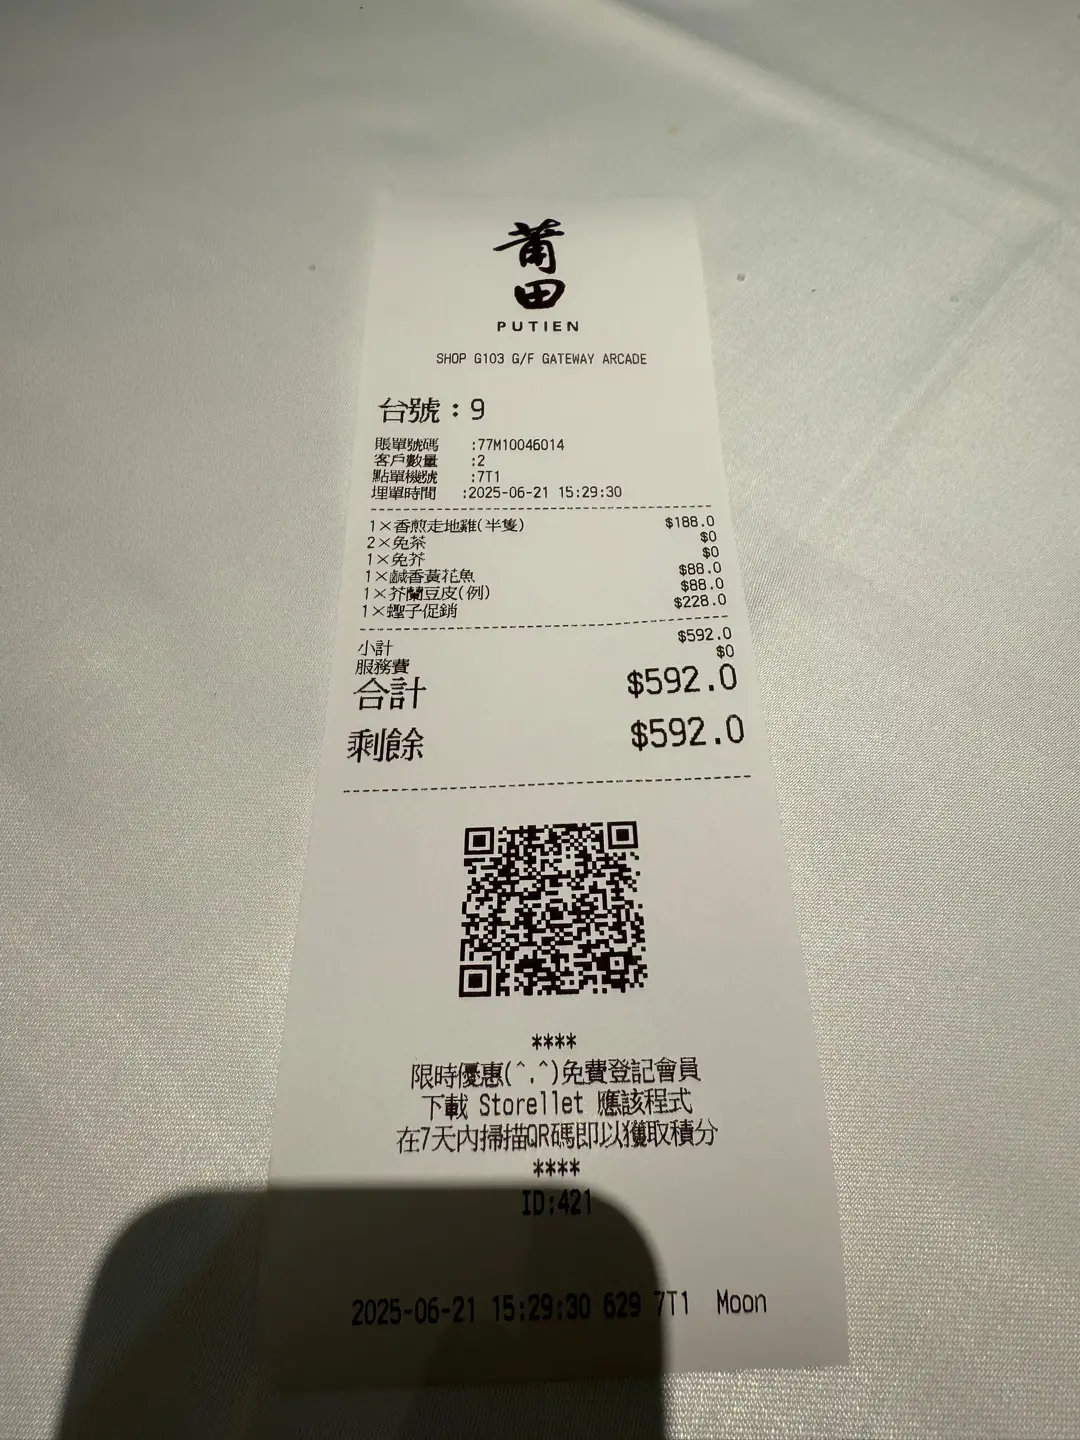 莆
田
PUTIEN
SHOP G103 G/F GATEWAY ARCADE
台號：9
賬單號碼 :77M10046014
客戶數量 :2
點單機號 :7T1
埋單時間 :2025-06-21 15:29:30
1×香煎走地雞(半隻) $188.0
2×免茶 $0
1×免芥 $0
1×鹹香黃花魚 $88.0
1×芥蘭豆皮(例) $88.0
1×蟶子促銷 $228.0
小計 $592.0
服務費 $0
合計 $592.0
剩餘 $592.0
****
限時優惠(^.^)免費登記會員
下載 Storellet 應該程式
在7天內掃描QR碼即以獲取積分
****
ID:421
2025-06-21 15:29:30 629 7T1 Moon